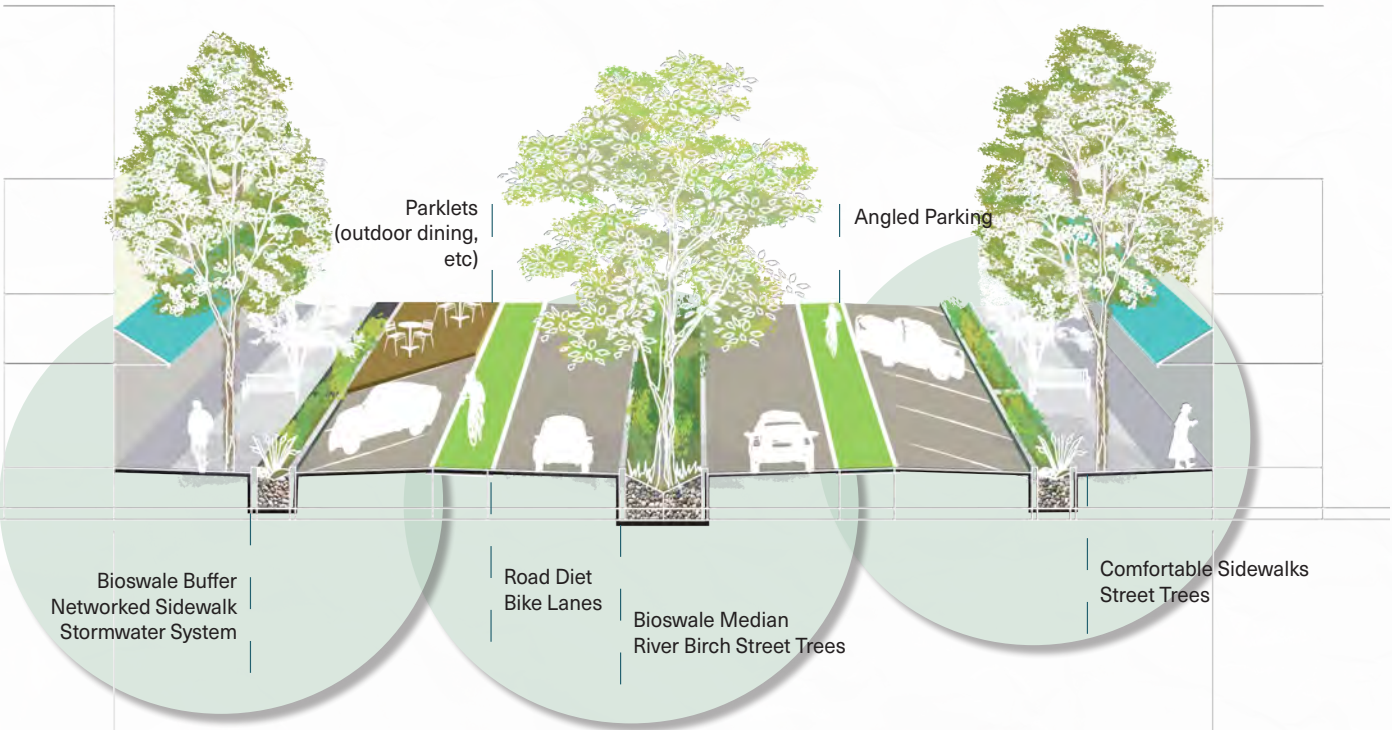 Parklets
(outdoor dining,
etc)
Angled Parking
Bioswale Buffer
Networked Sidewalk
Stormwater System
Road Diet
Bike Lanes
Bioswale Median
River Birch Street Trees
Comfortable Sidewalks
Street Trees